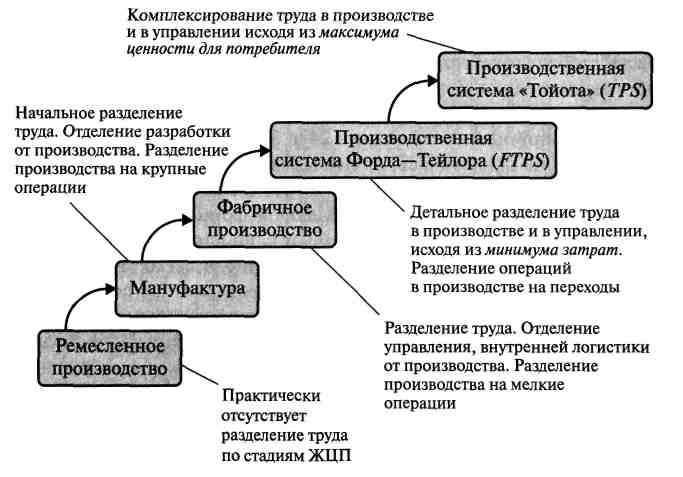 Комплексирование труда в производстве
и в управлении исходя из максимума
ценности для потребителя
Производственная
система «Тойота» (TPS)
Начальное разделение
труда. Отделение разработки
от производства. Разделение
производства на крупные
операции
Производственная
система Форда—Тейлора (FTPS)
Фабричное
производство
Детальное разделение труда
в производстве и в управлении,
исходя из минимума затрат.
Разделение операций
в производстве на переходы
Мануфактура
Разделение труда. Отделение
управления, внутренней логистики
от производства. Разделение
производства на мелкие
операции
Ремесленное
производство
Практически
отсутствует
разделение труда
по стадиям ЖЦП